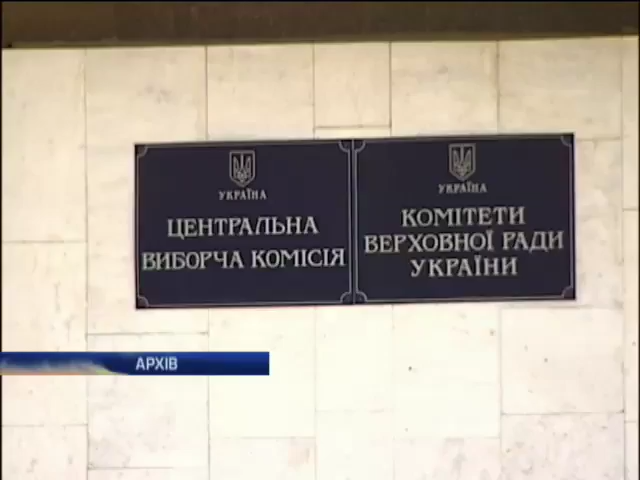 УКРАЇНА
ЦЕНТРАЛЬНА
ВИБОРЧА КОМІСІЯ
УКРАЇНА
КОМІТЕТИ
ВЕРХОВНОЇ РАДИ
УКРАЇНИ
АРХІВ